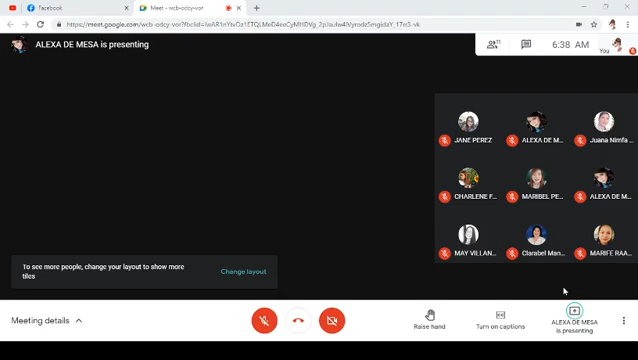 Facebook
Meet - wcb-odcy-vor
ALEXA DE MESA is presenting
11
6:38 AM
You
JANE PEREZ
ALEXA DE M...
Juana Nimfa ...
CHARLENE F...
MARIBEL PE...
ALEXA DE M...
MAY VILLAN...
Clarabel Man...
MARIFE RAA...
To see more people, change your layout to show more
tiles
Change layout
Meeting details
Raise hand
Turn on captions
ALEXA DE MESA
is presenting